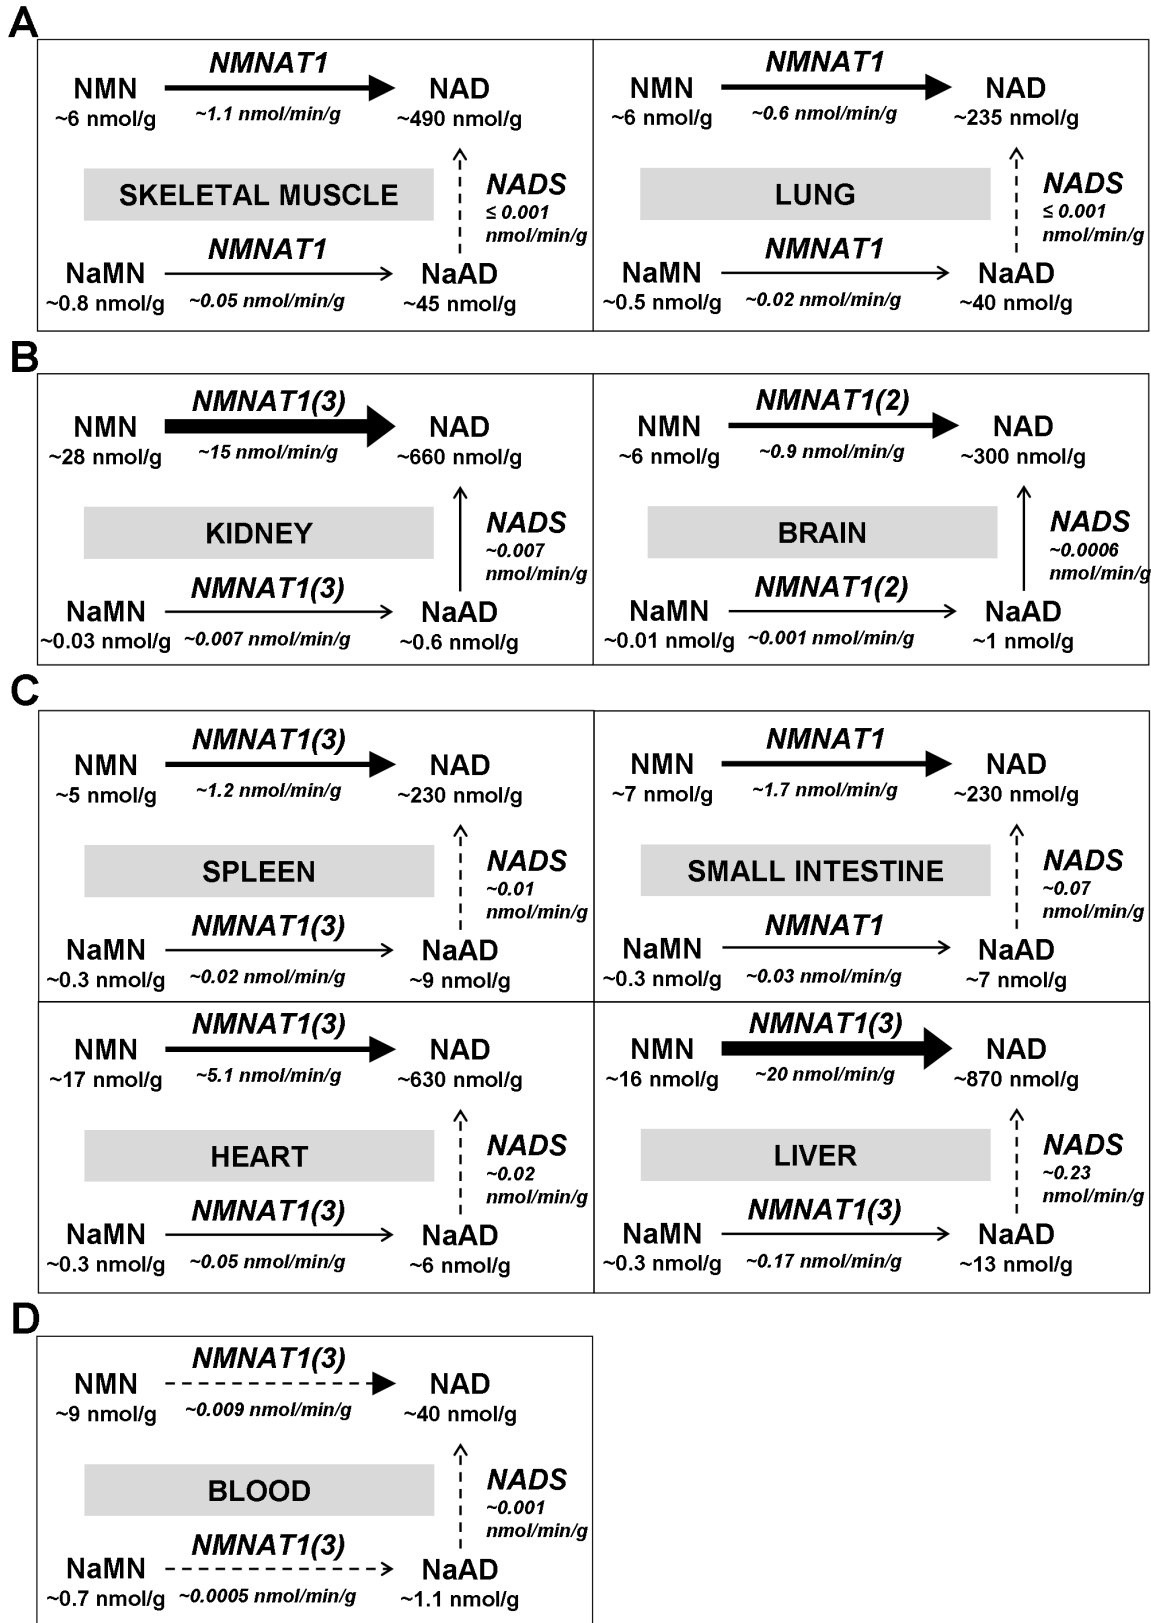 A
NMNAT1
NMN
NAD
~6 nmol/g
~1.1 nmol/min/g
~490 nmol/g
SKELETAL MUSCLE
NADS
≤ 0.001
nmol/min/g
NMNAT1
NaMN
NaAD
~0.8 nmol/g
~0.05 nmol/min/g
~45 nmol/g
NMNAT1
NMN
NAD
~6 nmol/g
~0.6 nmol/min/g
~235 nmol/g
LUNG
NADS
≤ 0.001
nmol/min/g
NMNAT1
NaMN
NaAD
~0.5 nmol/g
~0.02 nmol/min/g
~40 nmol/g
B
NMNAT1(3)
NMN
NAD
~28 nmol/g
~15 nmol/min/g
~660 nmol/g
KIDNEY
NADS
~0.007
nmol/min/g
NMNAT1(3)
NaMN
NaAD
~0.03 nmol/g
~0.007 nmol/min/g
~0.6 nmol/g
NMNAT1(2)
NMN
NAD
~6 nmol/g
~0.9 nmol/min/g
~300 nmol/g
BRAIN
NADS
~0.0006
nmol/min/g
NMNAT1(2)
NaMN
NaAD
~0.01 nmol/g
~0.001 nmol/min/g
~1 nmol/g
C
NMNAT1(3)
NMN
NAD
~5 nmol/g
~1.2 nmol/min/g
~230 nmol/g
SPLEEN
NADS
~0.01
nmol/min/g
NMNAT1(3)
NaMN
NaAD
~0.3 nmol/g
~0.02 nmol/min/g
~9 nmol/g
NMNAT1
NMN
NAD
~7 nmol/g
~1.7 nmol/min/g
~230 nmol/g
SMALL INTESTINE
NADS
~0.07
nmol/min/g
NMNAT1
NaMN
NaAD
~0.3 nmol/g
~0.03 nmol/min/g
~7 nmol/g
NMNAT1(3)
NMN
NAD
~17 nmol/g
~5.1 nmol/min/g
~630 nmol/g
HEART
NADS
~0.02
nmol/min/g
NMNAT1(3)
NaMN
NaAD
~0.3 nmol/g
~0.05 nmol/min/g
~6 nmol/g
NMNAT1(3)
NMN
NAD
~16 nmol/g
~20 nmol/min/g
~870 nmol/g
LIVER
NADS
~0.23
nmol/min/g
NMNAT1(3)
NaMN
NaAD
~0.3 nmol/g
~0.17 nmol/min/g
~13 nmol/g
D
NMNAT1(3)
NMN
NAD
~9 nmol/g
~0.009 nmol/min/g
~40 nmol/g
BLOOD
NADS
~0.001
nmol/min/g
NMNAT1(3)
NaMN
NaAD
~0.7 nmol/g
~0.0005 nmol/min/g
~1.1 nmol/g